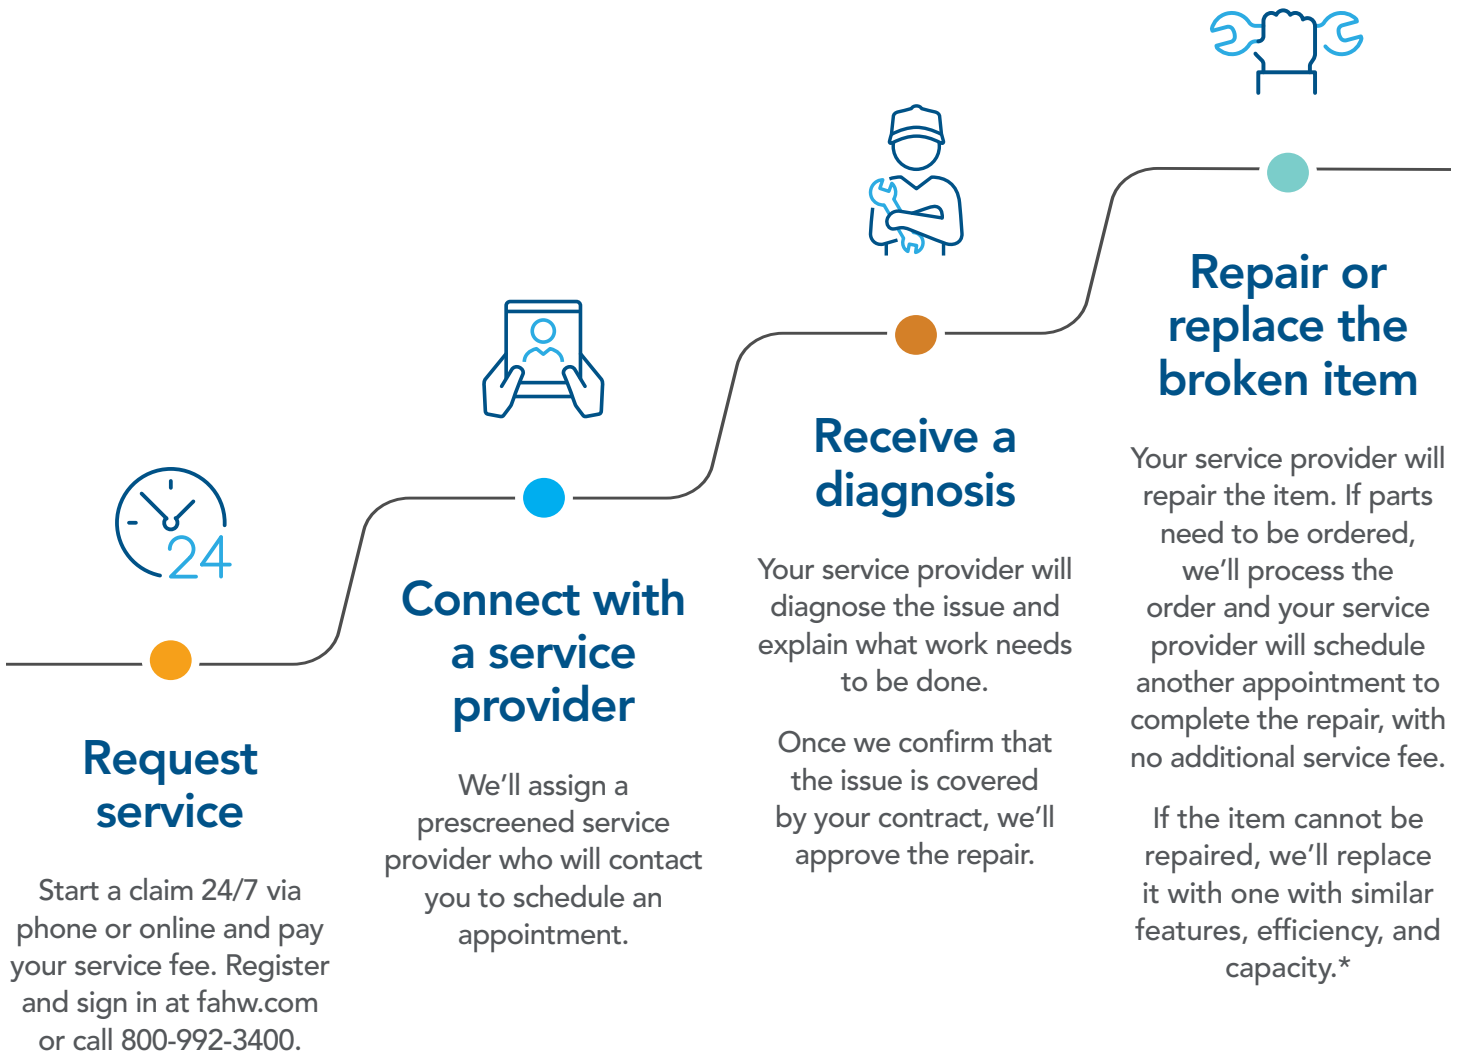 24
Request
service
Start a claim 24/7 via
phone or online and pay
your service fee. Register
and sign in at fahw.com
or call 800-992-3400.
Connect with
a service
provider
We’ll assign a
prescreened service
provider who will contact
you to schedule an
appointment.
Receive a
diagnosis
Your service provider will
diagnose the issue and
explain what work needs
to be done.
Once we confirm that
the issue is covered
by your contract, we’ll
approve the repair.
Repair or
replace the
broken item
Your service provider will
repair the item. If parts
need to be ordered,
we’ll process the
order and your service
provider will schedule
another appointment to
complete the repair, with
no additional service fee.
If the item cannot be
repaired, we’ll replace
it with one with similar
features, efficiency, and
capacity.*